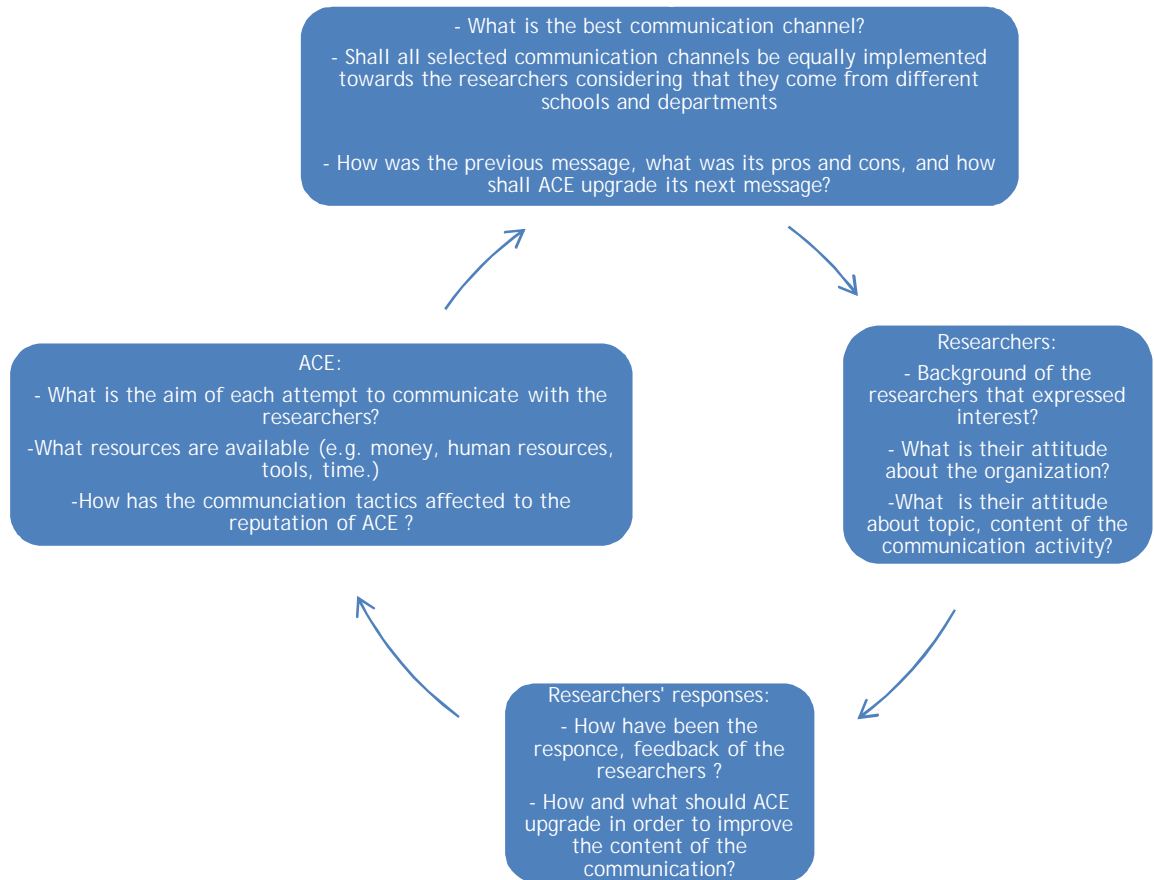 - What is the best communication channel?
- Shall all selected communication channels be equally implemented
towards the researchers considering that they come from different
schools and departments
- How was the previous message, what was its pros and cons, and how
shall ACE upgrade its next message?
Researchers:
- Background of the
researchers that expressed
interest?
- What is their attitude
about the organization?
-What  is their attitude
about topic, content of the
communication activity?
Researchers' responses:
- How have been the
responce, feedback of the
researchers ?
- How and what should ACE
upgrade in order to improve
the content of the
communication?
ACE:
- What is the aim of each attempt to communicate with the
researchers?
-What resources are available (e.g. money, human resources,
tools, time.)
-How has the communciation tactics affected to the
reputation of ACE ?